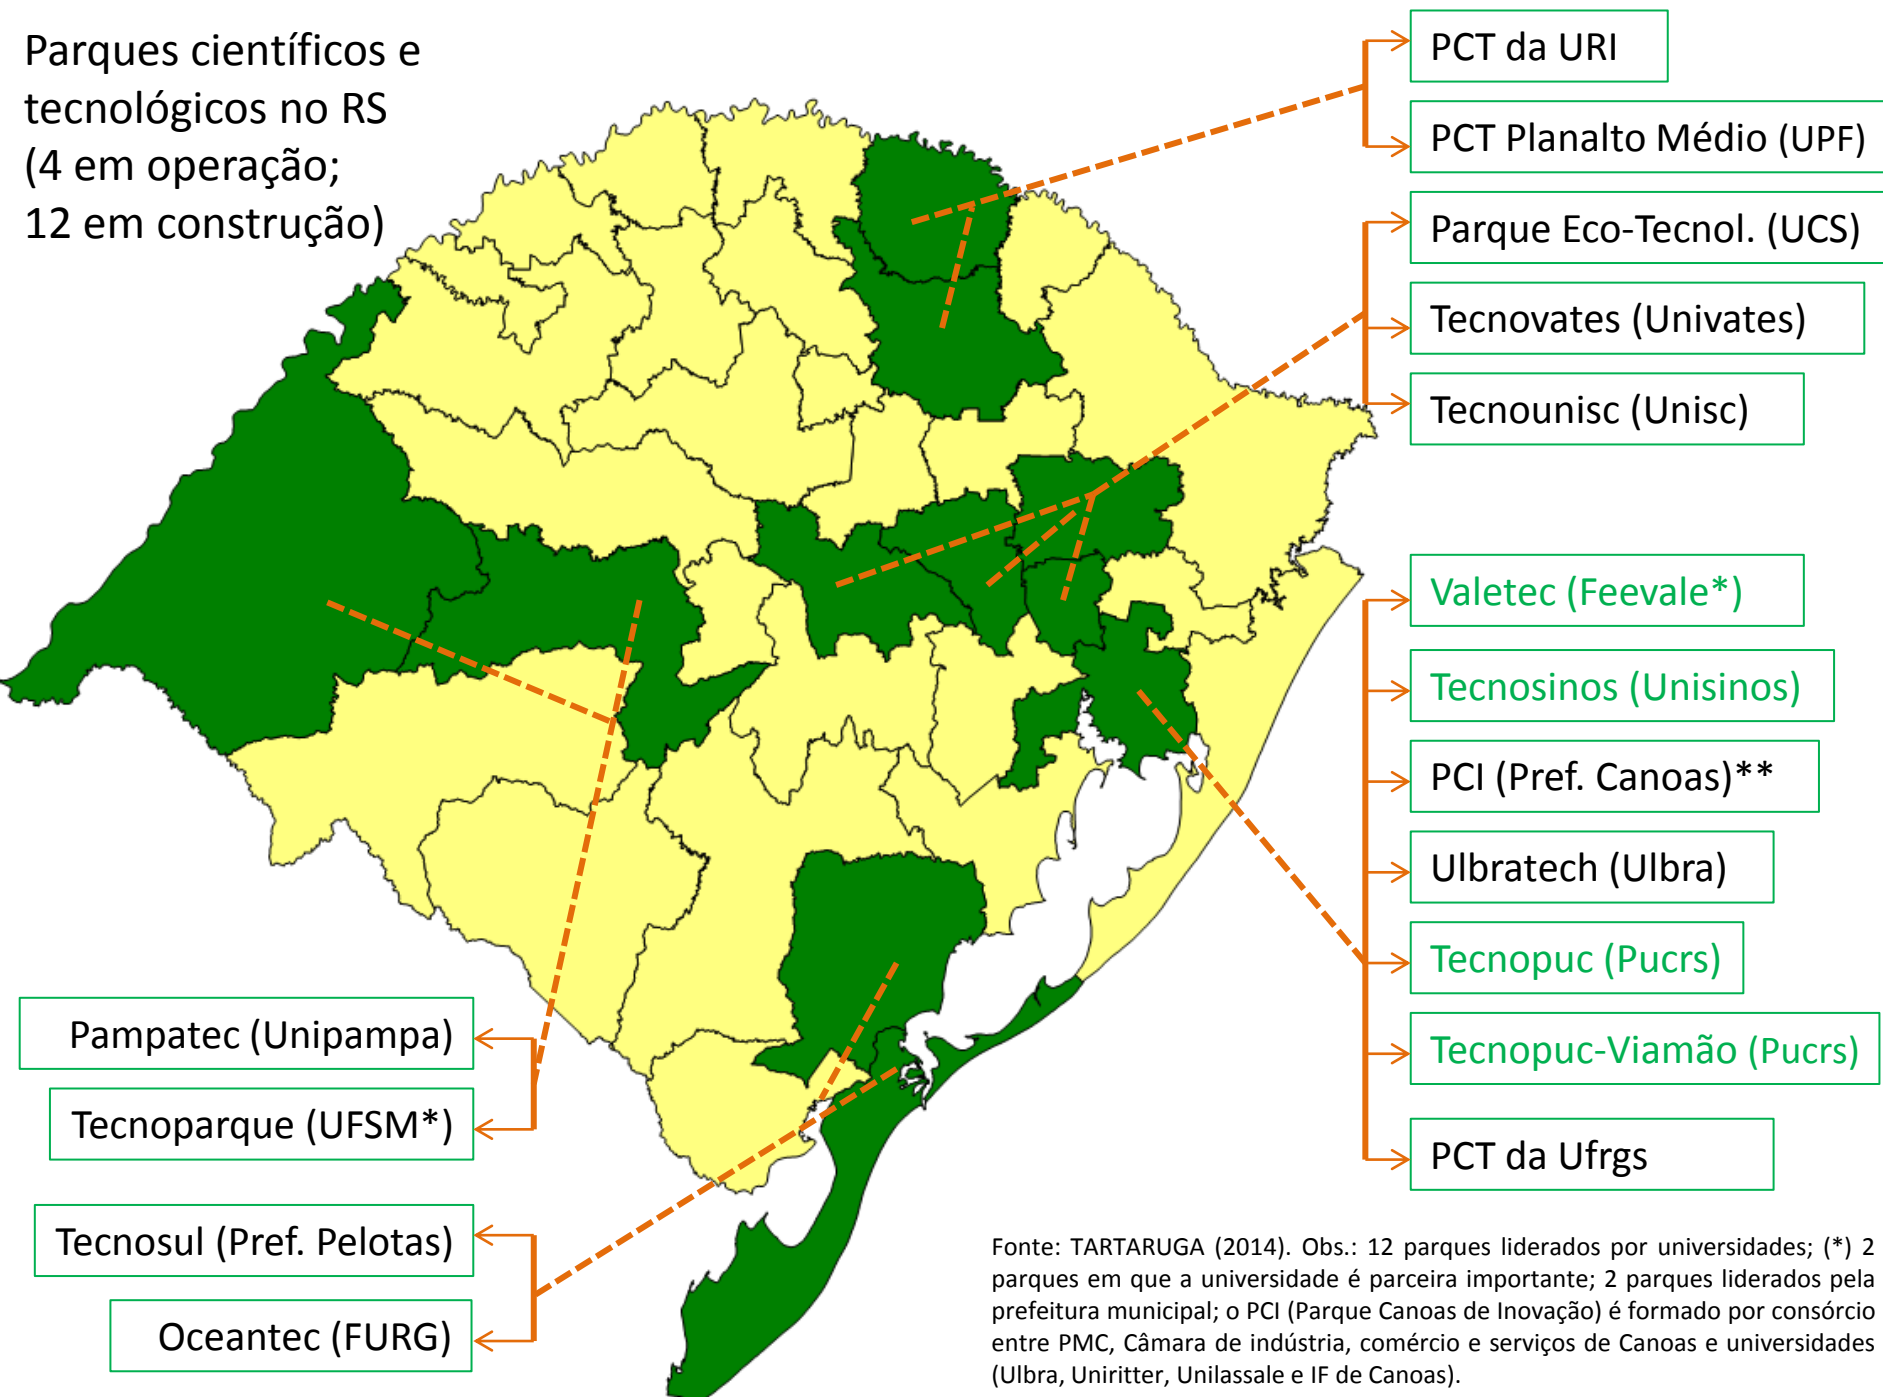 Parques científicos e
tecnológicos no RS
(4 em operação;
12 em construção)
PCT da URI
PCT Planalto Médio (UPF)
Parque Eco-Tecnol. (UCS)
Tecnovates (Univates)
Tecnounisc (Unisc)
Valetec (Feevale*)
Tecnosinos (Unisinos)
PCI (Pref. Canoas)**
Ulbratech (Ulbra)
Tecnopuc (Pucrs)
Tecnopuc-Viamão (Pucrs)
PCT da Ufrgs
Pampatec (Unipampa)
Tecnoparque (UFSM*)
Tecnosul (Pref. Pelotas)
Oceantec (FURG)
Fonte: TARTARUGA (2014). Obs.: 12 parques liderados por universidades; (*) 2
parques em que a universidade é parceira importante; 2 parques liderados pela
prefeitura municipal; o PCI (Parque Canoas de Inovação) é formado por consórcio
entre PMC, Câmara de indústria, comércio e serviços de Canoas e universidades
(Ulbra, Uniritter, Unilassale e IF de Canoas).